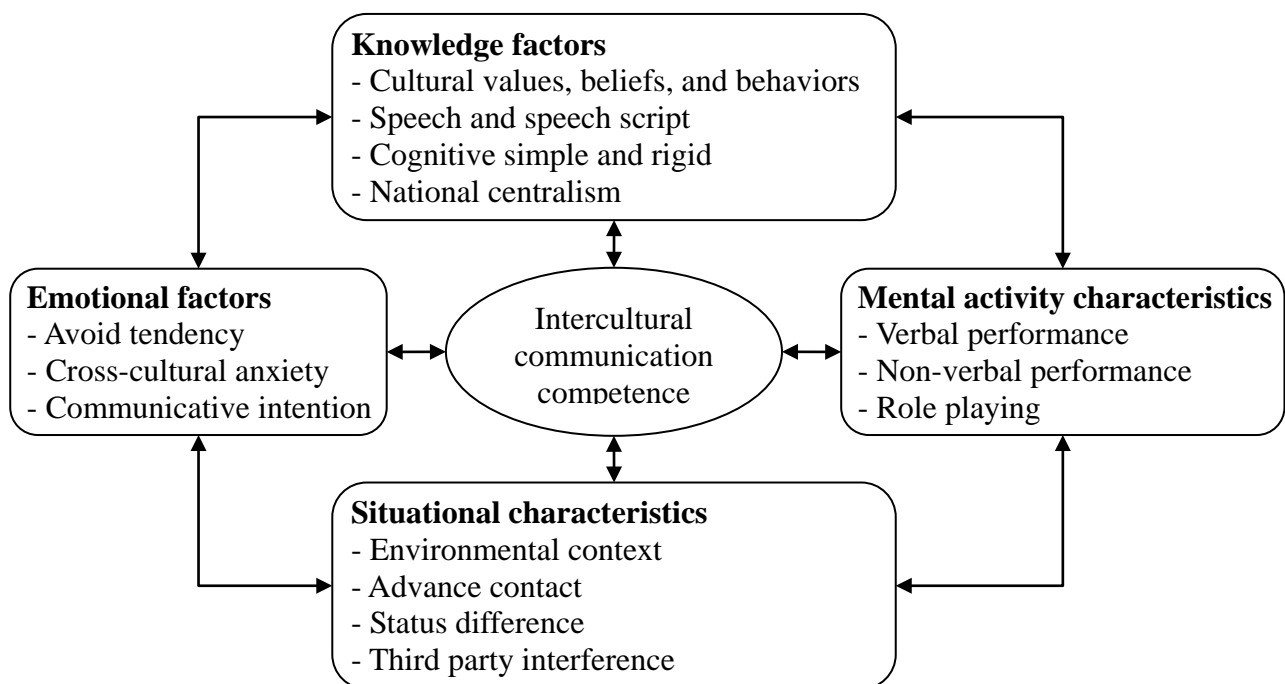 Knowledge factors
- Cultural values, beliefs, and behaviors
- Speech and speech script
- Cognitive simple and rigid
- National centralism
Emotional factors
- Avoid tendency
- Cross-cultural anxiety
- Communicative intention
Intercultural
communication
competence
Mental activity characteristics
- Verbal performance
- Non-verbal performance
- Role playing
Situational characteristics
- Environmental context
- Advance contact
- Status difference
- Third party interference